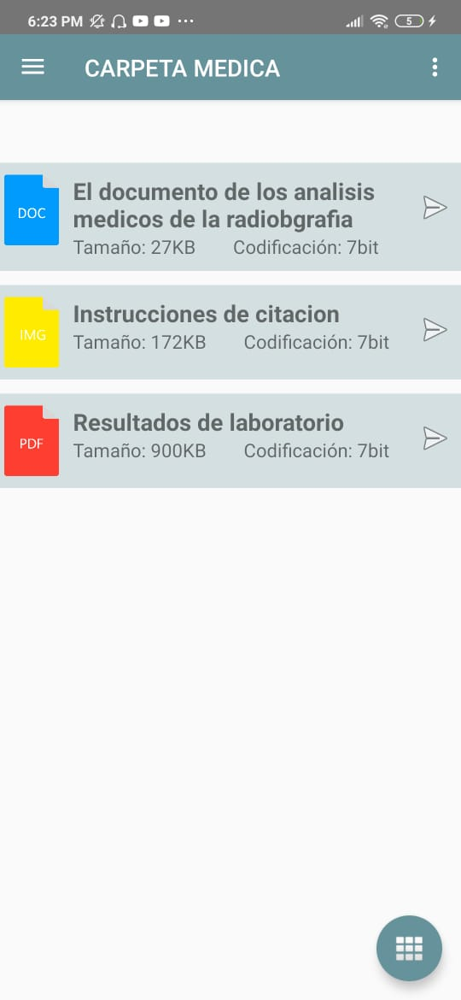 6:23 PM 5
CARPETA MEDICA
El documento de los analisis
medicos de la radiobgrafia
DOC
Tamaño: 27KB Codificación: 7bit
Instrucciones de citacion
IMG
Tamaño: 172KB Codificación: 7bit
Resultados de laboratorio
PDF
Tamaño: 900KB Codificación: 7bit